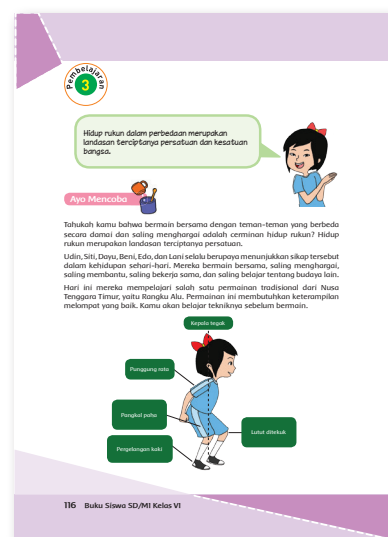 Pembelajaran
3
Hidup rukun dalam perbedaan merupakan
landasan terciptanya persatuan dan kesatuan
bangsa.
Ayo Mencoba
Tahukah kamu bahwa bermain bersama dengan teman-teman yang berbeda
secara damai dan saling menghargai adalah cerminan hidup rukun? Hidup
rukun merupakan landasan terciptanya persatuan.
Udin, Siti, Dayu, Beni, Edo, dan Lani selalu berupaya menunjukkan sikap tersebut
dalam kehidupan sehari-hari. Mereka bermain bersama, saling menghargai,
saling membantu, saling bekerja sama, dan saling belajar tentang budaya lain.
Hari ini mereka mempelajari salah satu permainan tradisional dari Nusa
Tenggara Timur, yaitu Rangku Alu. Permainan ini membutuhkan keterampilan
melompat yang baik. Kamu akan belajar tekniknya sebelum bermain.
Kepala tegak
Punggung rata
Pangkal paha
Lutut ditekuk
Pergelangan kaki
116 Buku Siswa SD/MI Kelas VI